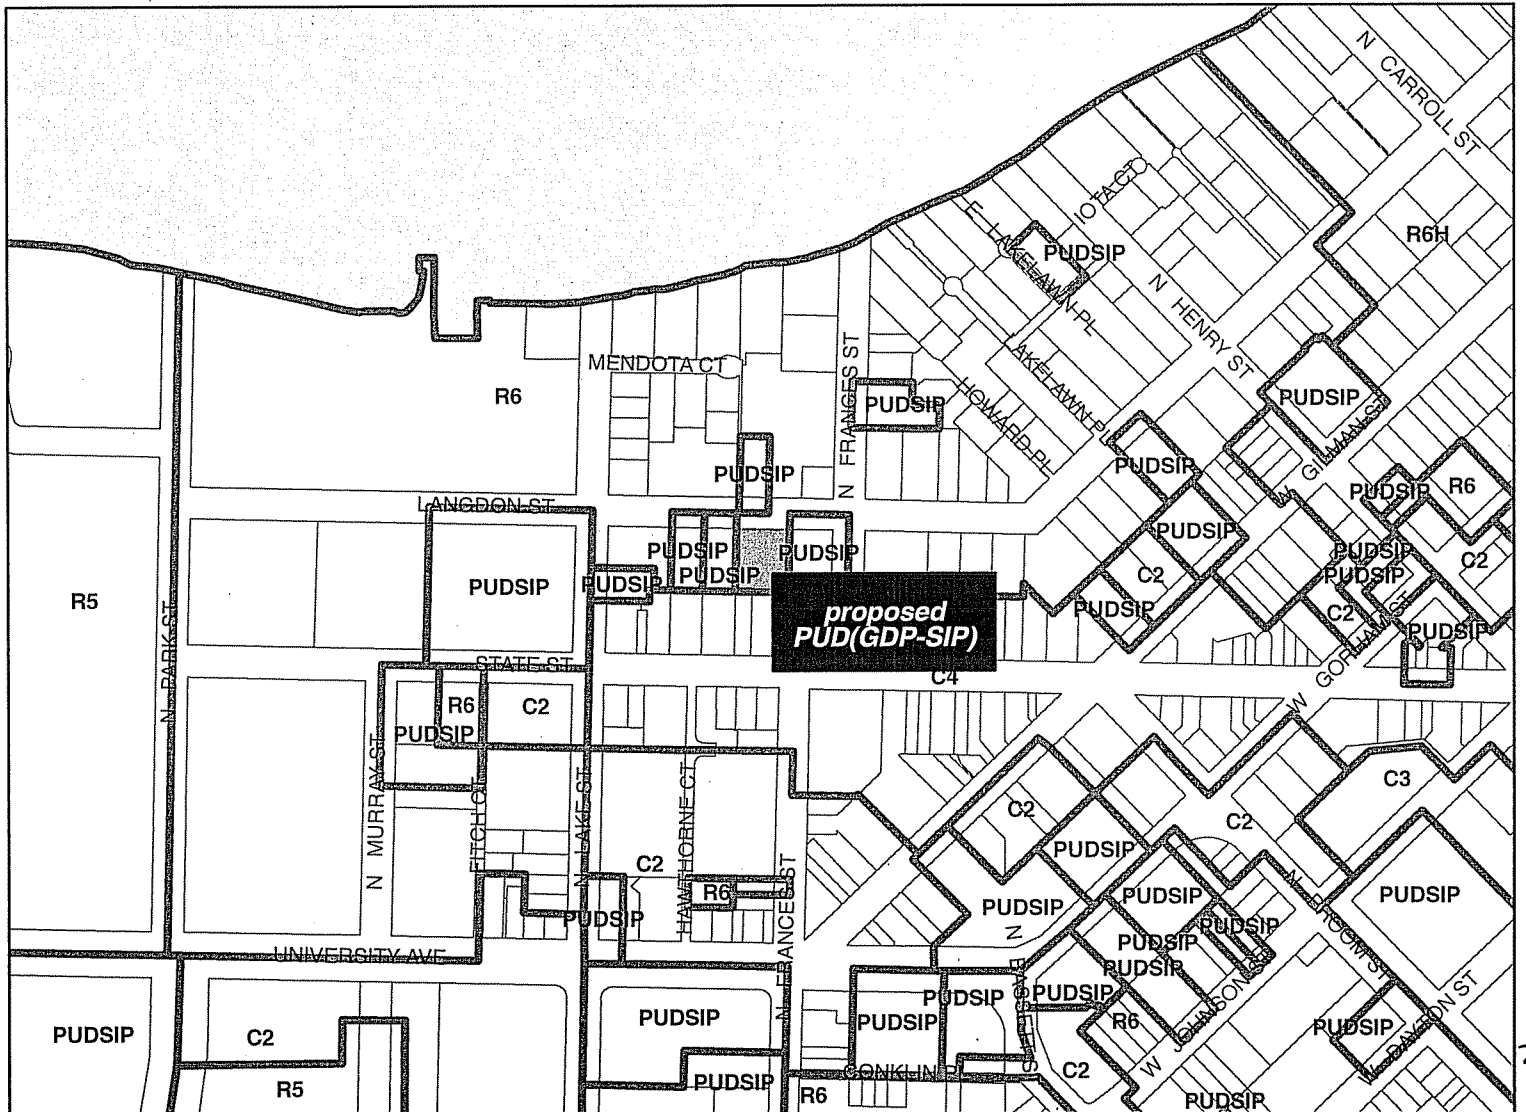 N CARROLL ST
IOTA CT
E LAKELAWN PL
PUDSIP
R6H
N HENRY ST
MENDOTA CT
N FRANCES ST
R6
PUDSIP
HOWARD PL
LAKELAWN PL
PUDSIP
W GILMAN ST
PUDSIP
PUDSIP
PUDSIP
R6
LANGDON ST
PUDSIP
PUDSIP
PUDSIP
PUDSIP
C2
R5
PUDSIP
PUDSIP
PUDSIP
C2
PUDSIP
PUDSIP
C2
proposed
PUD(GDP-SIP)
PUDSIP
W GORHAM ST
N PARK ST
STATE ST
C4
R6
C2
PUDSIP
C3
N MURRAY ST
FITCH CT
N LAKE ST
HAWTHORNE CT
C2
C2
C2
PUDSIP
R6
N FRANCES ST
PUDSIP
PUDSIP
PUDSIP
PUDSIP
N BROOM ST
PUDSIP
PUDSIP
UNIVERSITY AVE
PUDSIP
N BASSETT ST
PUDSIP
PUDSIP
PUDSIP
C2
PUDSIP
PUDSIP
R6
W JOHNSON ST
PUDSIP
W DAYTON ST
R5
PUDSIP
CONKLIN PL
R6
C2
PUDSIP